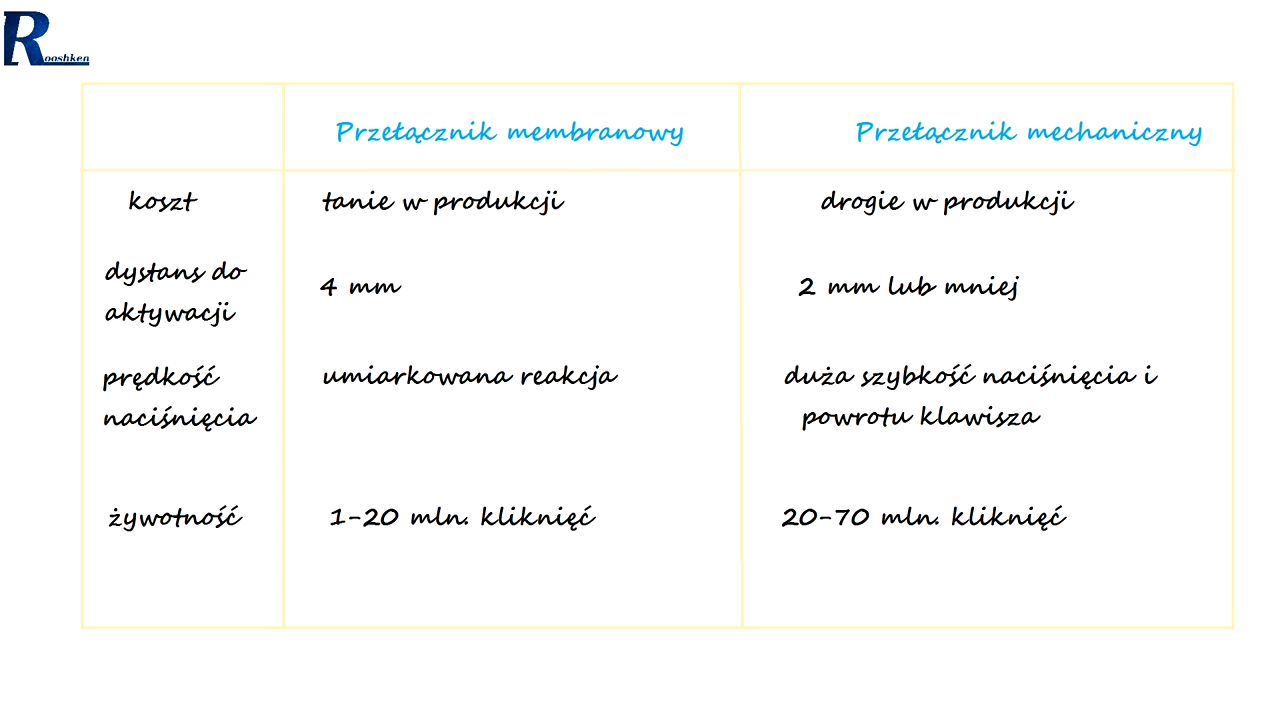 Rooshken
Przełącznik membranowy Przełącznik mechaniczny
koszt tanie w produkcji drogie w produkcji
dystans do
aktywacji
4 mm 2 mm lub mniej
prędkość
naciśnięcia
umiarkowana reakcja duża szybkość naciśnięcia i
powrotu klawisza
żywotność 1-20 mln. kliknięć 20-70 mln. kliknięć